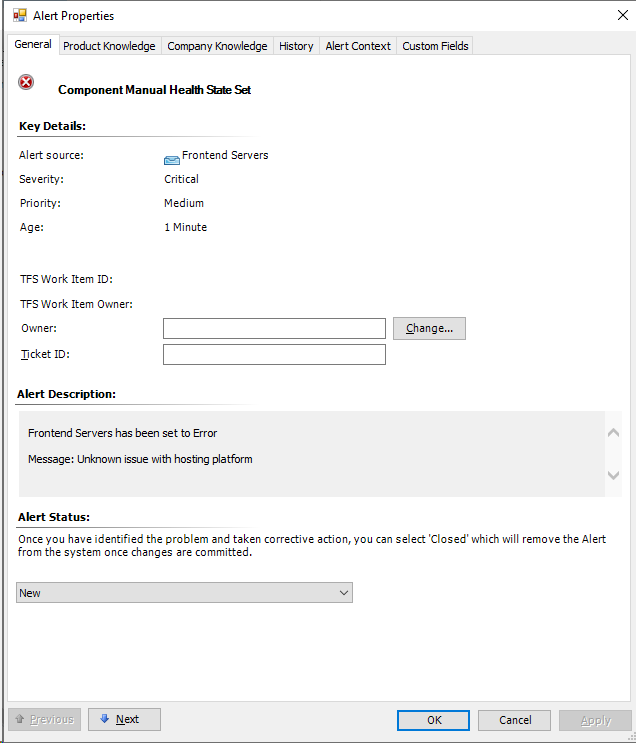 Alert Properties
General Product Knowledge Company Knowledge History Alert Context Custom Fields
Component Manual Health State Set
Key Details:
Alert source: Frontend Servers
Severity: Critical
Priority: Medium
Age: 1 Minute
TFS Work Item ID:
TFS Work Item Owner:
Owner: Change...
Ticket ID:
Alert Description:
Frontend Servers has been set to Error
Message: Unknown issue with hosting platform
Alert Status:
Once you have identified the problem and taken corrective action, you can select 'Closed' which will remove the Alert
from the system once changes are committed.
New
Previous Next OK Cancel Apply